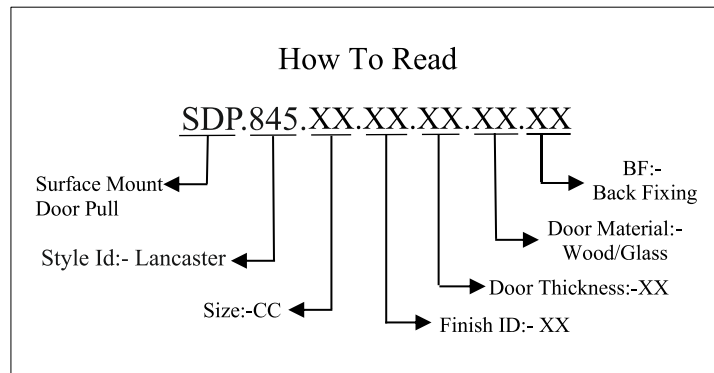 How To Read
SDP.845.XX.XX.XX.XX.XX
Surface Mount
Door Pull
BF:-
Back Fixing
Style Id:- Lancaster
Door Material:-
Wood/Glass
Size:-CC
Door Thickness:-XX
Finish ID:- XX